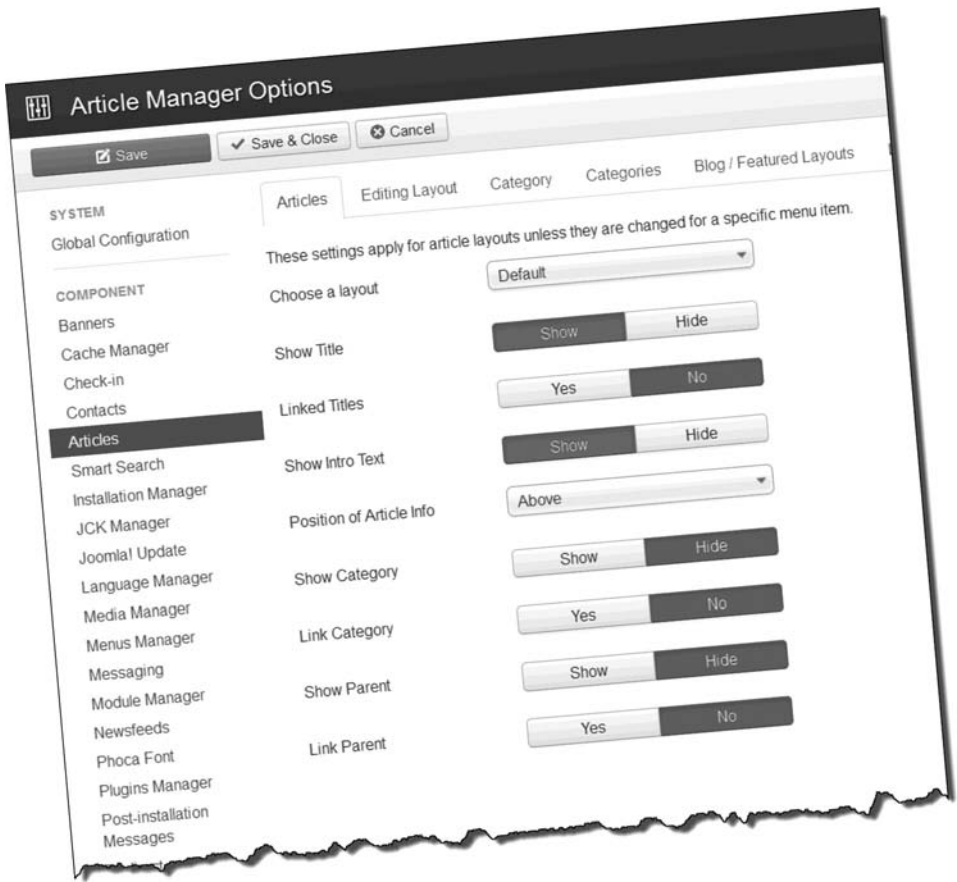 Article Manager Options
Save
Save & Close
Cancel
SYSTEM
Global Configuration
COMPONENT
Banners
Cache Manager
Check-in
Contacts
Articles
Smart Search
Installation Manager
JCK Manager
Joomla! Update
Language Manager
Media Manager
Menus Manager
Messaging
Module Manager
Newsfeeds
Phoca Font
Plugins Manager
Post-installation
Messages
Articles
Editing Layout
Category
Categories
Blog / Featured Layouts
These settings apply for article layouts unless they are changed for a specific menu item.
Choose a layout
Default
Show Title
Show
Hide
Linked Titles
Yes
No
Show Intro Text
Show
Hide
Position of Article Info
Above
Show Category
Show
Hide
Link Category
Yes
No
Show Parent
Show
Hide
Link Parent
Yes
No